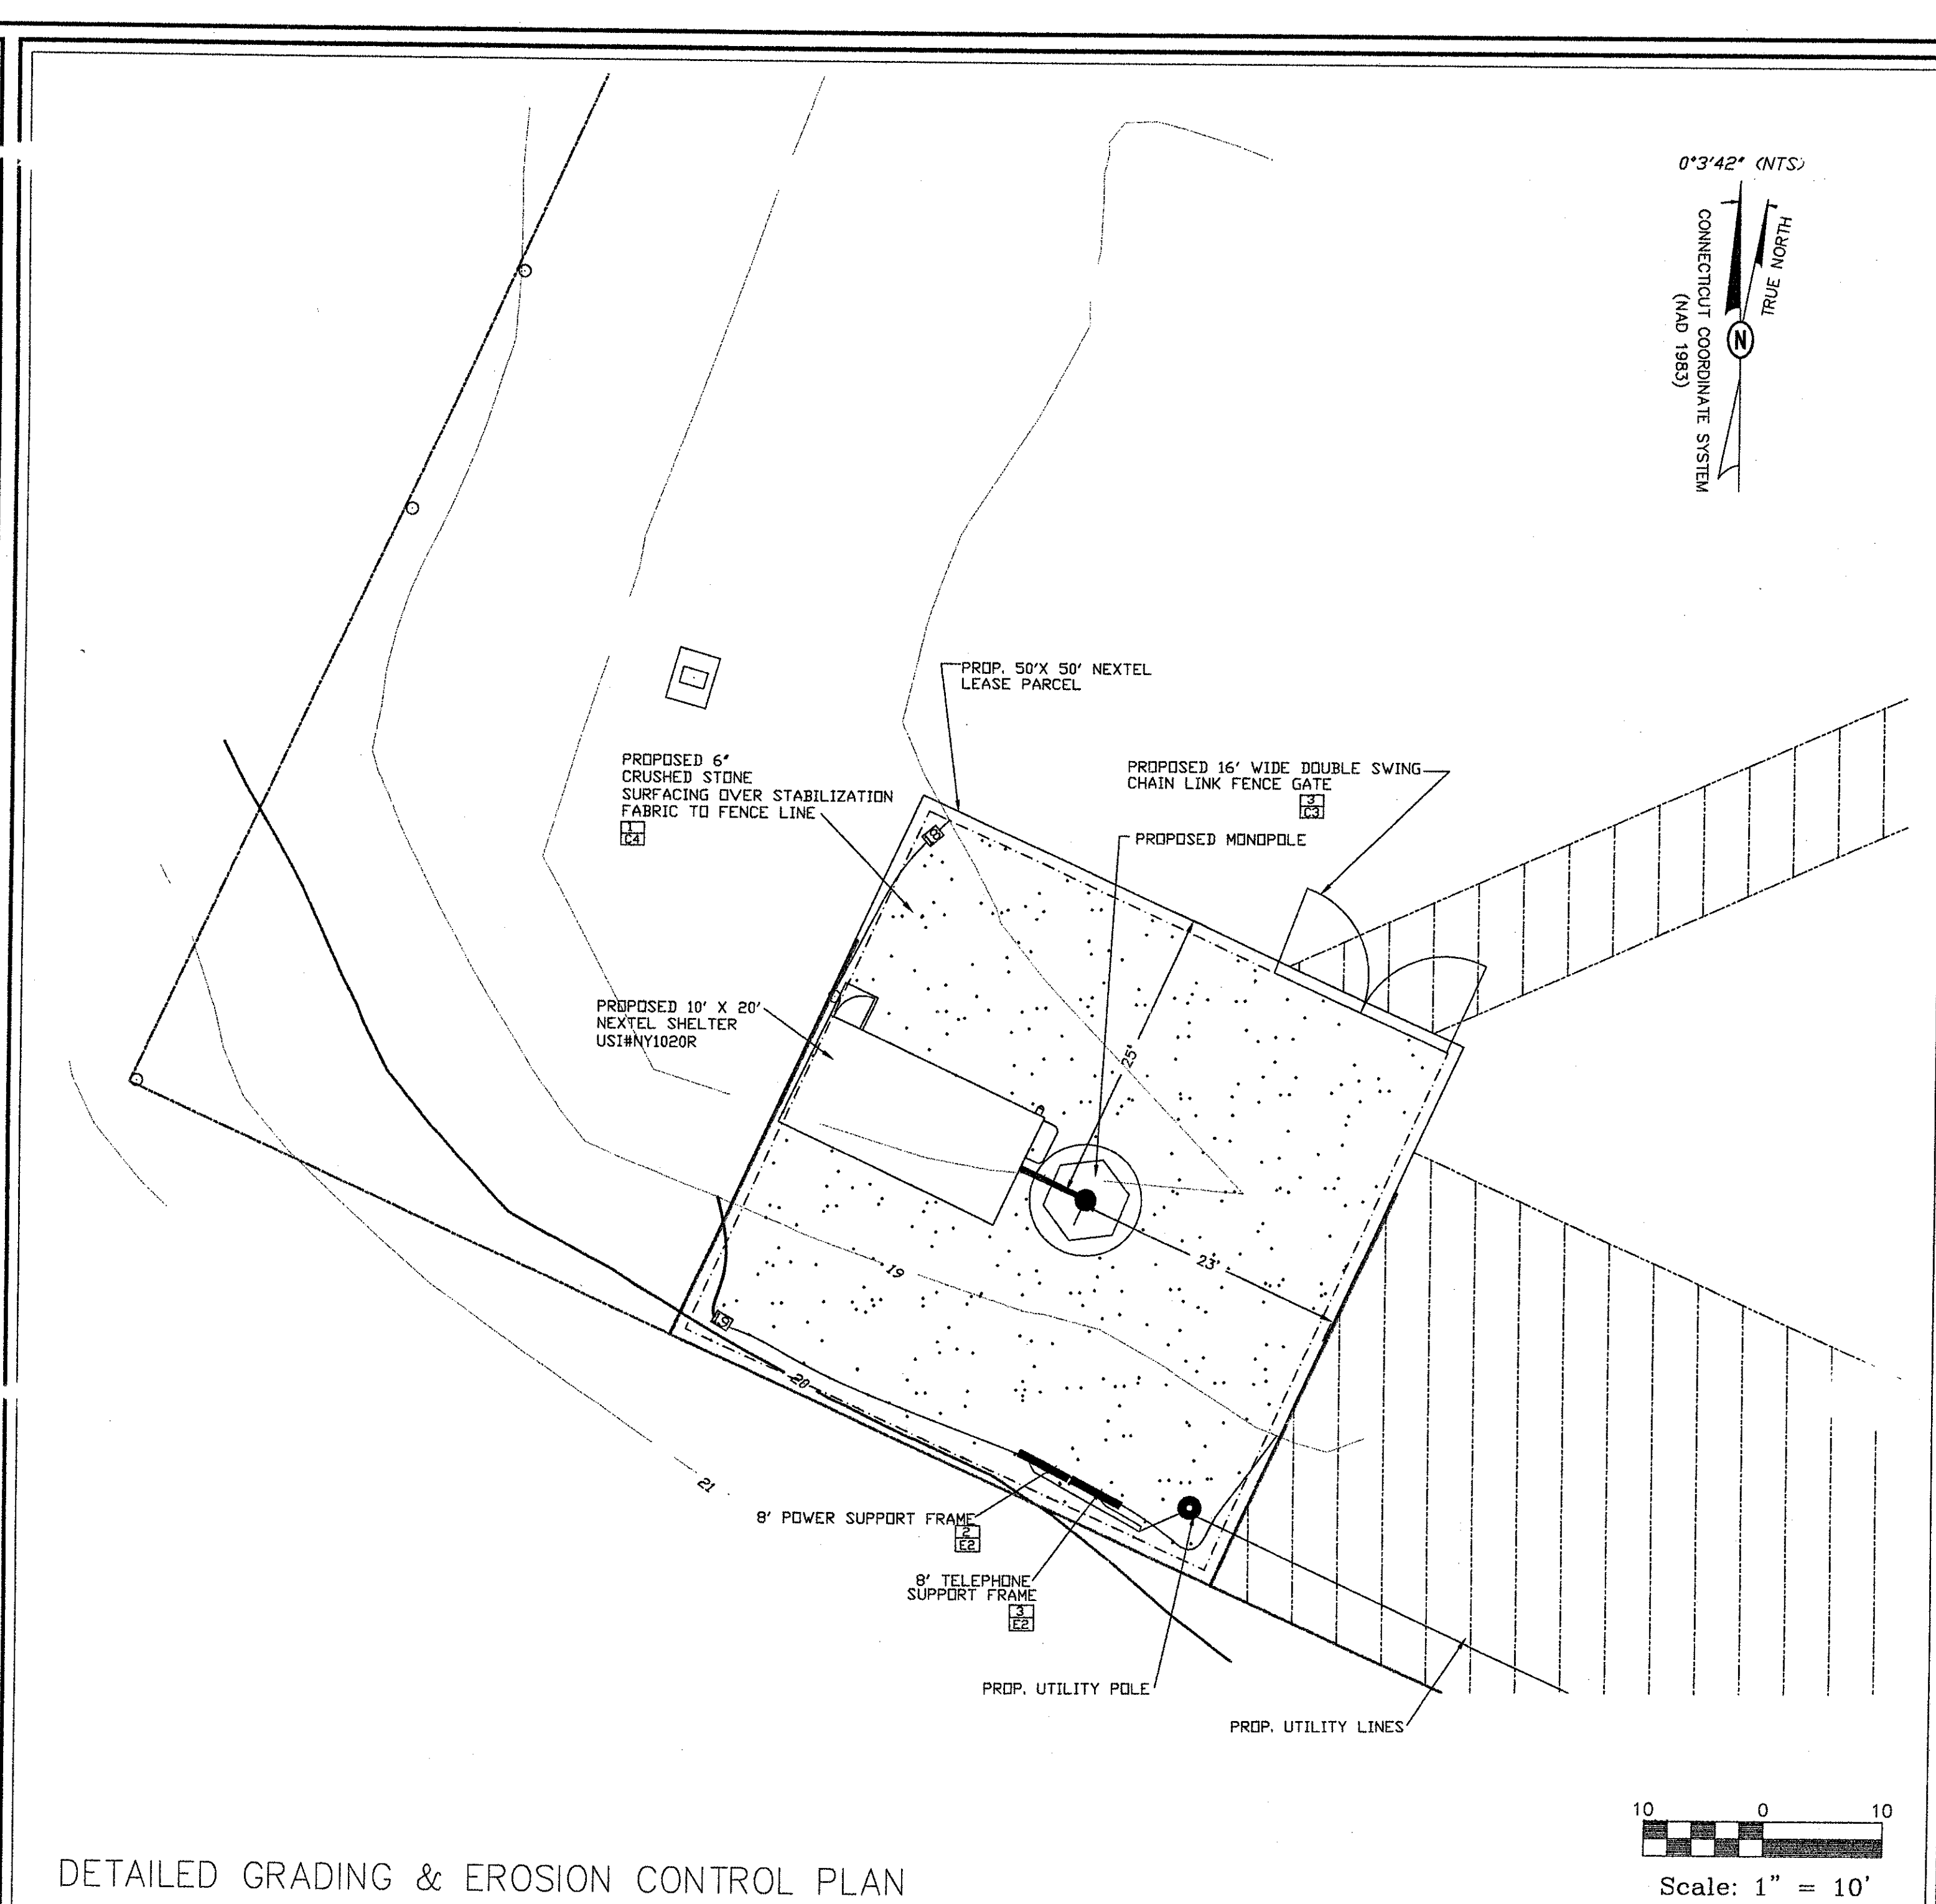 0°3'42" (NTS)
TRUE NORTH
CONNECTICUT COORDINATE SYSTEM
(NAD 1983)
N
PROP. 50'X 50' NEXTEL
LEASE PARCEL
PROPOSED 6"
CRUSHED STONE
SURFACING OVER STABILIZATION
FABRIC TO FENCE LINE
1
C4
PROPOSED 16' WIDE DOUBLE SWING
CHAIN LINK FENCE GATE
3
C3
PROPOSED MONOPOLE
18
PROPOSED 10' X 20'
NEXTEL SHELTER
USI#NY1020R
25'
23'
19
19
20
21
8' POWER SUPPORT FRAME
2
E2
8' TELEPHONE
SUPPORT FRAME
3
E2
PROP. UTILITY POLE
PROP. UTILITY LINES
10 0 10
Scale: 1" = 10'
DETAILED GRADING & EROSION CONTROL PLAN